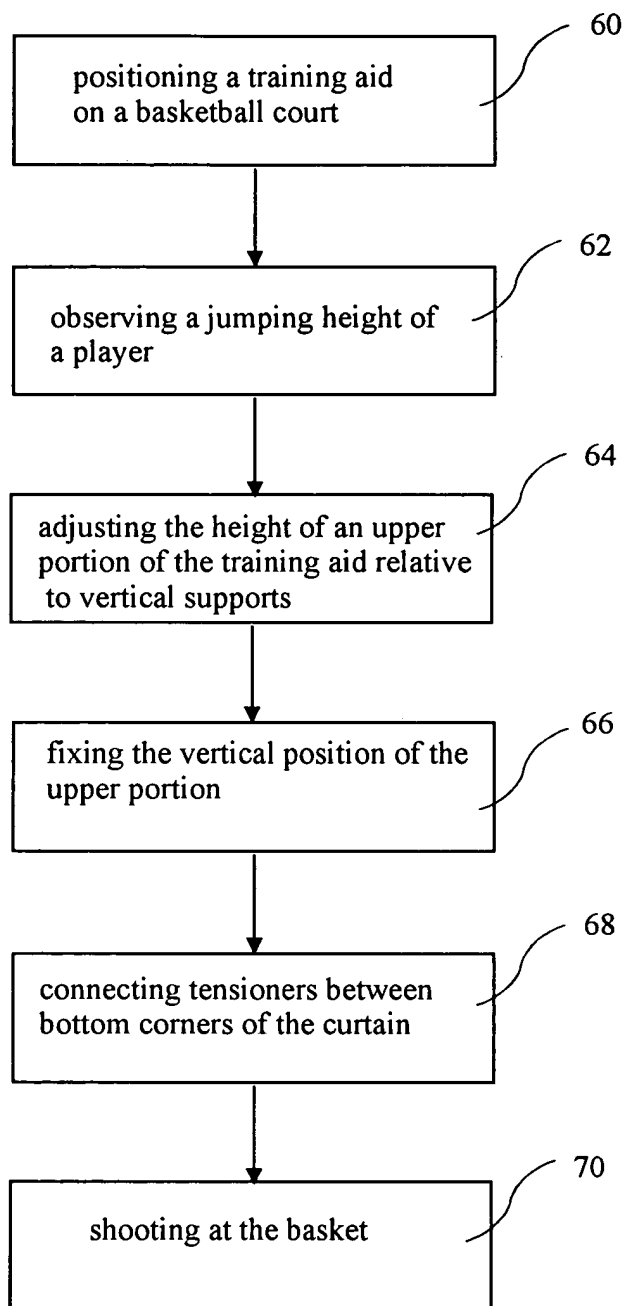 60
positioning a training aid
on a basketball court
62
observing a jumping height of
a player
64
adjusting the height of an upper
portion of the training aid relative
to vertical supports
66
fixing the vertical position of the
upper portion
68
connecting tensioners between
bottom corners of the curtain
70
shooting at the basket